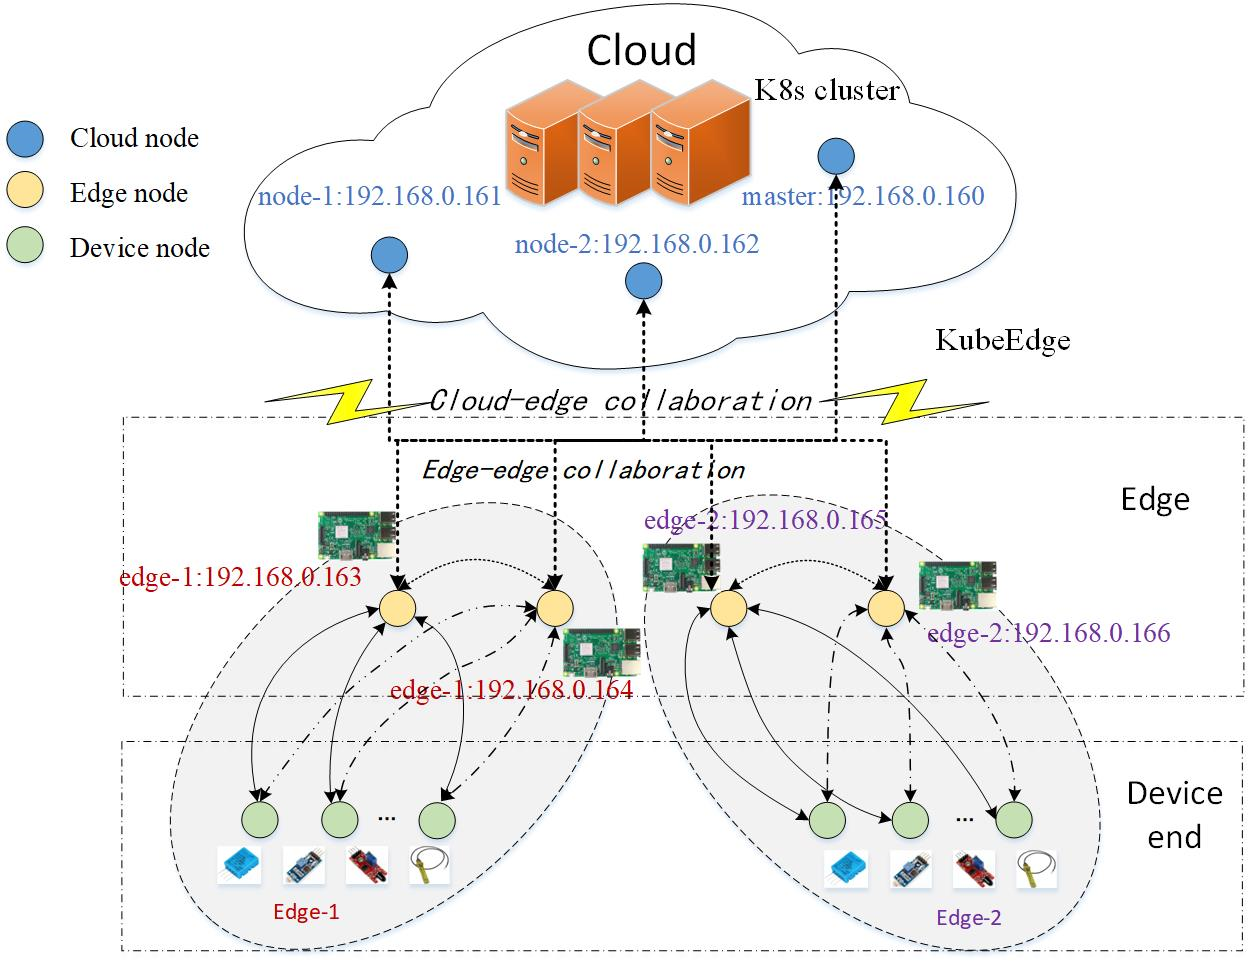 Cloud
K8s cluster
Cloud node
Edge node
Device node
node-1:192.168.0.161
master:192.168.0.160
node-2:192.168.0.162
KubeEdge
Cloud-edge collaboration
Edge-edge collaboration
Edge
edge-2:192.168.0.165
edge-1:192.168.0.163
edge-2:192.168.0.166
edge-1:192.168.0.164
Device
end
...
...
Edge-1
Edge-2